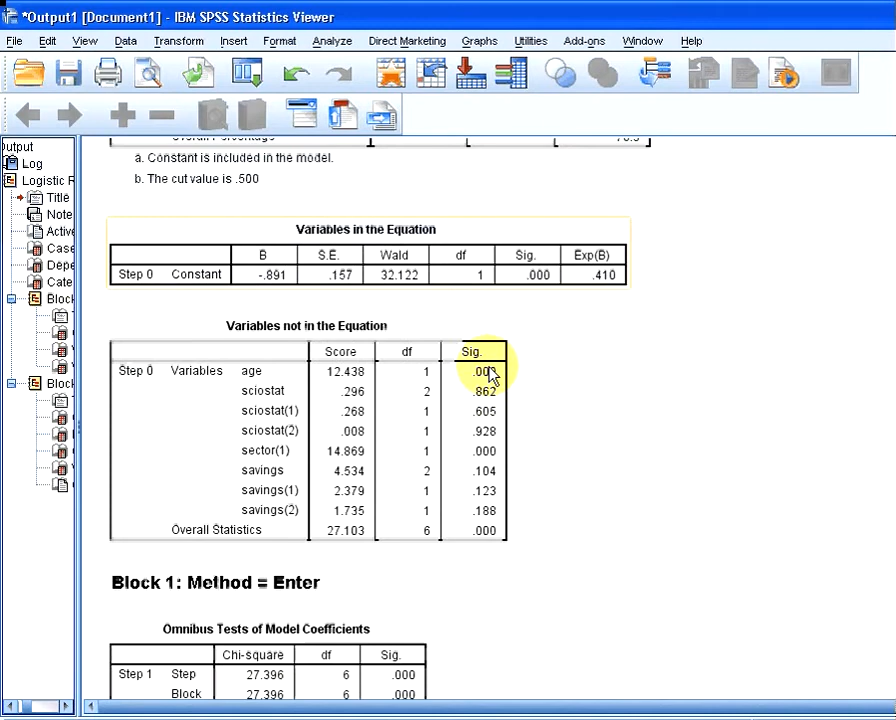 *Output1 [Document1] - IBM SPSS Statistics Viewer
File Edit View Data Transform Insert Format Analyze Direct Marketing Graphs Utilities Add-ons Window Help
Output
Log
Logistic R
Title
Note
Active
Case
Depe
Cate
Block
Block
a. Constant is included in the model.
b. The cut value is .500
Variables in the Equation
B S.E. Wald df Sig. Exp(B)
Step 0 Constant -.891 .157 32.122 1 .000 .410
Variables not in the Equation
Score df Sig.
Step 0 Variables age 12.438 1
sciostat .296 2 .862
sciostat(1) .268 1 .605
sciostat(2) .008 1 .928
sector(1) 14.869 1 .000
savings 4.534 2 .104
savings(1) 2.379 1 .123
savings(2) 1.735 1 .188
Overall Statistics 27.103 6 .000
Block 1: Method = Enter
Omnibus Tests of Model Coefficients
Chi-square df Sig.
Step 1 Step 27.396 6 .000
Block 27.396 6 .000